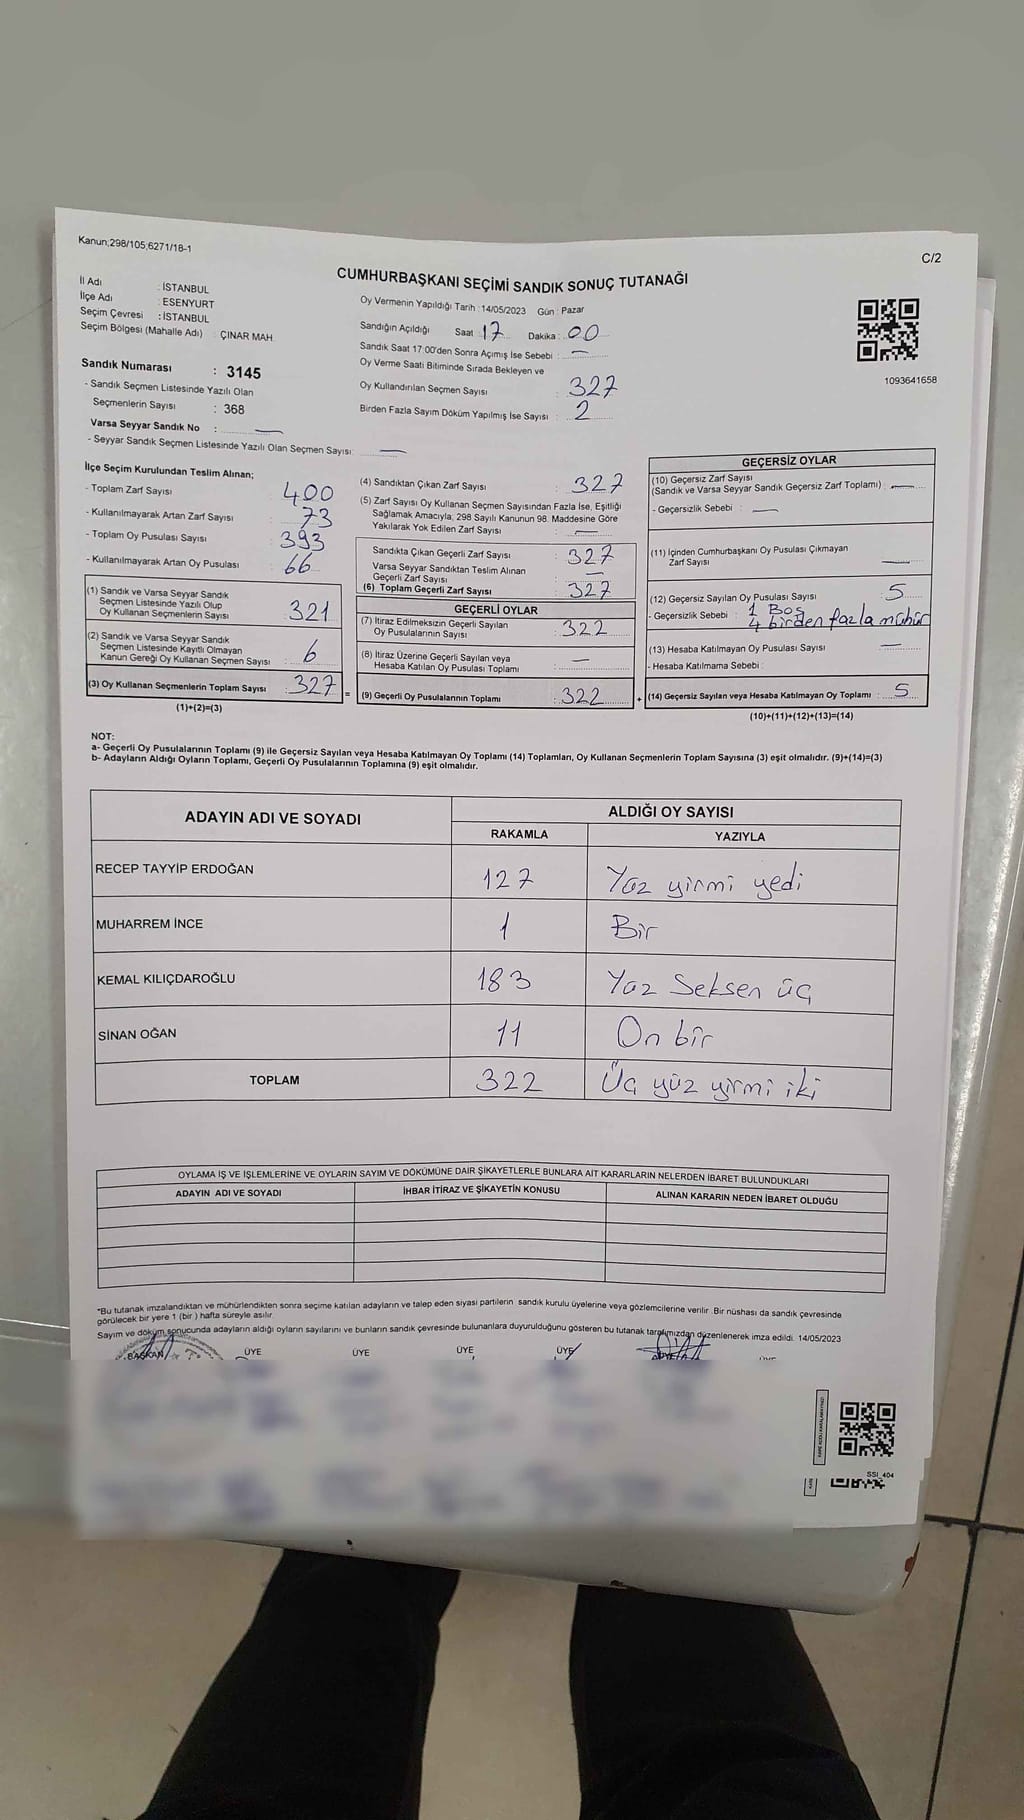 Kanun;298/105;6271/18-1
C/2
CUMHURBAŞKANI SEÇİMİ SANDIK SONUÇ TUTANAĞI
İl Adı : İSTANBUL
İlçe Adı : ESENYURT
Seçim Çevresi : İSTANBUL
Seçim Bölgesi (Mahalle Adı) : ÇINAR MAH
Sandık Numarası : 3145
- Sandık Seçmen Listesinde Yazılı Olan
Seçmenlerin Sayısı : 368
Varsa Seyyar Sandık No : —
- Seyyar Sandık Seçmen Listesinde Yazılı Olan Seçmen Sayısı: —
Oy Vermenin Yapıldığı Tarih : 14/05/2023 Gün : Pazar
Sandığın Açıldığı Saat 17 Dakika : 00
Sandık Saat 17:00'den Sonra Açımış İse Sebebi : —
Oy Verme Saati Bitiminde Sırada Bekleyen ve
Oy Kullandırılan Seçmen Sayısı : 327
Birden Fazla Sayım Döküm Yapılmış İse Sayısı : 2
1093641658
İlçe Seçim Kurulundan Teslim Alınan;
- Toplam Zarf Sayısı : 400
- Kullanılmayarak Artan Zarf Sayısı : 73
- Toplam Oy Pusulası Sayısı : 393
- Kullanılmayarak Artan Oy Pusulası : 66
(1) Sandık ve Varsa Seyyar Sandık
Seçmen Listesinde Yazılı Olup
Oy Kullanan Seçmenlerin Sayısı : 321
(2) Sandık ve Varsa Seyyar Sandık
Seçmen Listesinde Kayıtlı Olmayan
Kanun Gereği Oy Kullanan Seçmen Sayısı : 6
(3) Oy Kullanan Seçmenlerin Toplam Sayısı : 327 =
(1)+(2)=(3)
(4) Sandıktan Çıkan Zarf Sayısı : 327
(5) Zarf Sayısı Oy Kullanan Seçmen Sayısından Fazla İse, Eşitliği
Sağlamak Amacıyla, 298 Sayılı Kanunun 98. Maddesine Göre
Yakılarak Yok Edilen Zarf Sayısı : —
Sandıkta Çıkan Geçerli Zarf Sayısı : 327
Varsa Seyyar Sandıktan Teslim Alınan
Geçerli Zarf Sayısı : —
(6) Toplam Geçerli Zarf Sayısı : 327
GEÇERLİ OYLAR
(7) İtiraz Edilmeksizin Geçerli Sayılan
Oy Pusulalarının Sayısı : 322
(8) İtiraz Üzerine Geçerli Sayılan veya
Hesaba Katılan Oy Pusulası Toplamı : —
(9) Geçerli Oy Pusulalarının Toplamı : 322 +
GEÇERSİZ OYLAR
(10) Geçersiz Zarf Sayısı
(Sandık ve Varsa Seyyar Sandık Geçersiz Zarf Toplamı) : —
- Geçersizlik Sebebi : —
(11) İçinden Cumhurbaşkanı Oy Pusulası Çıkmayan
Zarf Sayısı : —
(12) Geçersiz Sayılan Oy Pusulası Sayısı : 5
- Geçersizlik Sebebi : 1 Boş
4 birden fazla mühür
(13) Hesaba Katılmayan Oy Pusulası Sayısı : —
- Hesaba Katılmama Sebebi :
(14) Geçersiz Sayılan veya Hesaba Katılmayan Oy Toplamı : 5
(10)+(11)+(12)+(13)=(14)
NOT:
a- Geçerli Oy Pusulalarının Toplamı (9) ile Geçersiz Sayılan veya Hesaba Katılmayan Oy Toplamı (14) Toplamları, Oy Kullanan Seçmenlerin Toplam Sayısına (3) eşit olmalıdır. (9)+(14)=(3)
b- Adayların Aldığı Oyların Toplamı, Geçerli Oy Pusulalarının Toplamına (9) eşit olmalıdır.
ADAYIN ADI VE SOYADI
ALDIĞI OY SAYISI
RAKAMLA YAZIYLA
RECEP TAYYİP ERDOĞAN 127 Yüz yirmi yedi
MUHARREM İNCE 1 Bir
KEMAL KILIÇDAROĞLU 183 Yüz Seksen üç
SİNAN OĞAN 11 On bir
TOPLAM 322 Üç yüz yirmi iki
OYLAMA İŞ VE İŞLEMLERİNE VE OYLARIN SAYIM VE DÖKÜMÜNE DAİR ŞİKAYETLERLE BUNLARA AİT KARARLARIN NELERDEN İBARET BULUNDUKLARI
ADAYIN ADI VE SOYADI İHBAR İTİRAZ VE ŞİKAYETİN KONUSU ALINAN KARARIN NEDEN İBARET OLDUĞU
*Bu tutanak imzalandıktan ve mühürlendikten sonra seçime katılan adayların ve talep eden siyasi partilerin sandık kurulu üyelerine veya gözlemcilerine verilir. Bir nüshası da sandık çevresinde
görülecek bir yere 1 (bir) hafta süreyle asılır.
Sayım ve döküm sonucunda adayların aldığı oyların sayılarını ve bunların sandık çevresinde bulunanlara duyurulduğunu gösteren bu tutanak tarafımızdan düzenlenerek imza edildi. 14/05/2023
BAŞKAN ÜYE ÜYE ÜYE ÜYE ÜYE
SSI_404